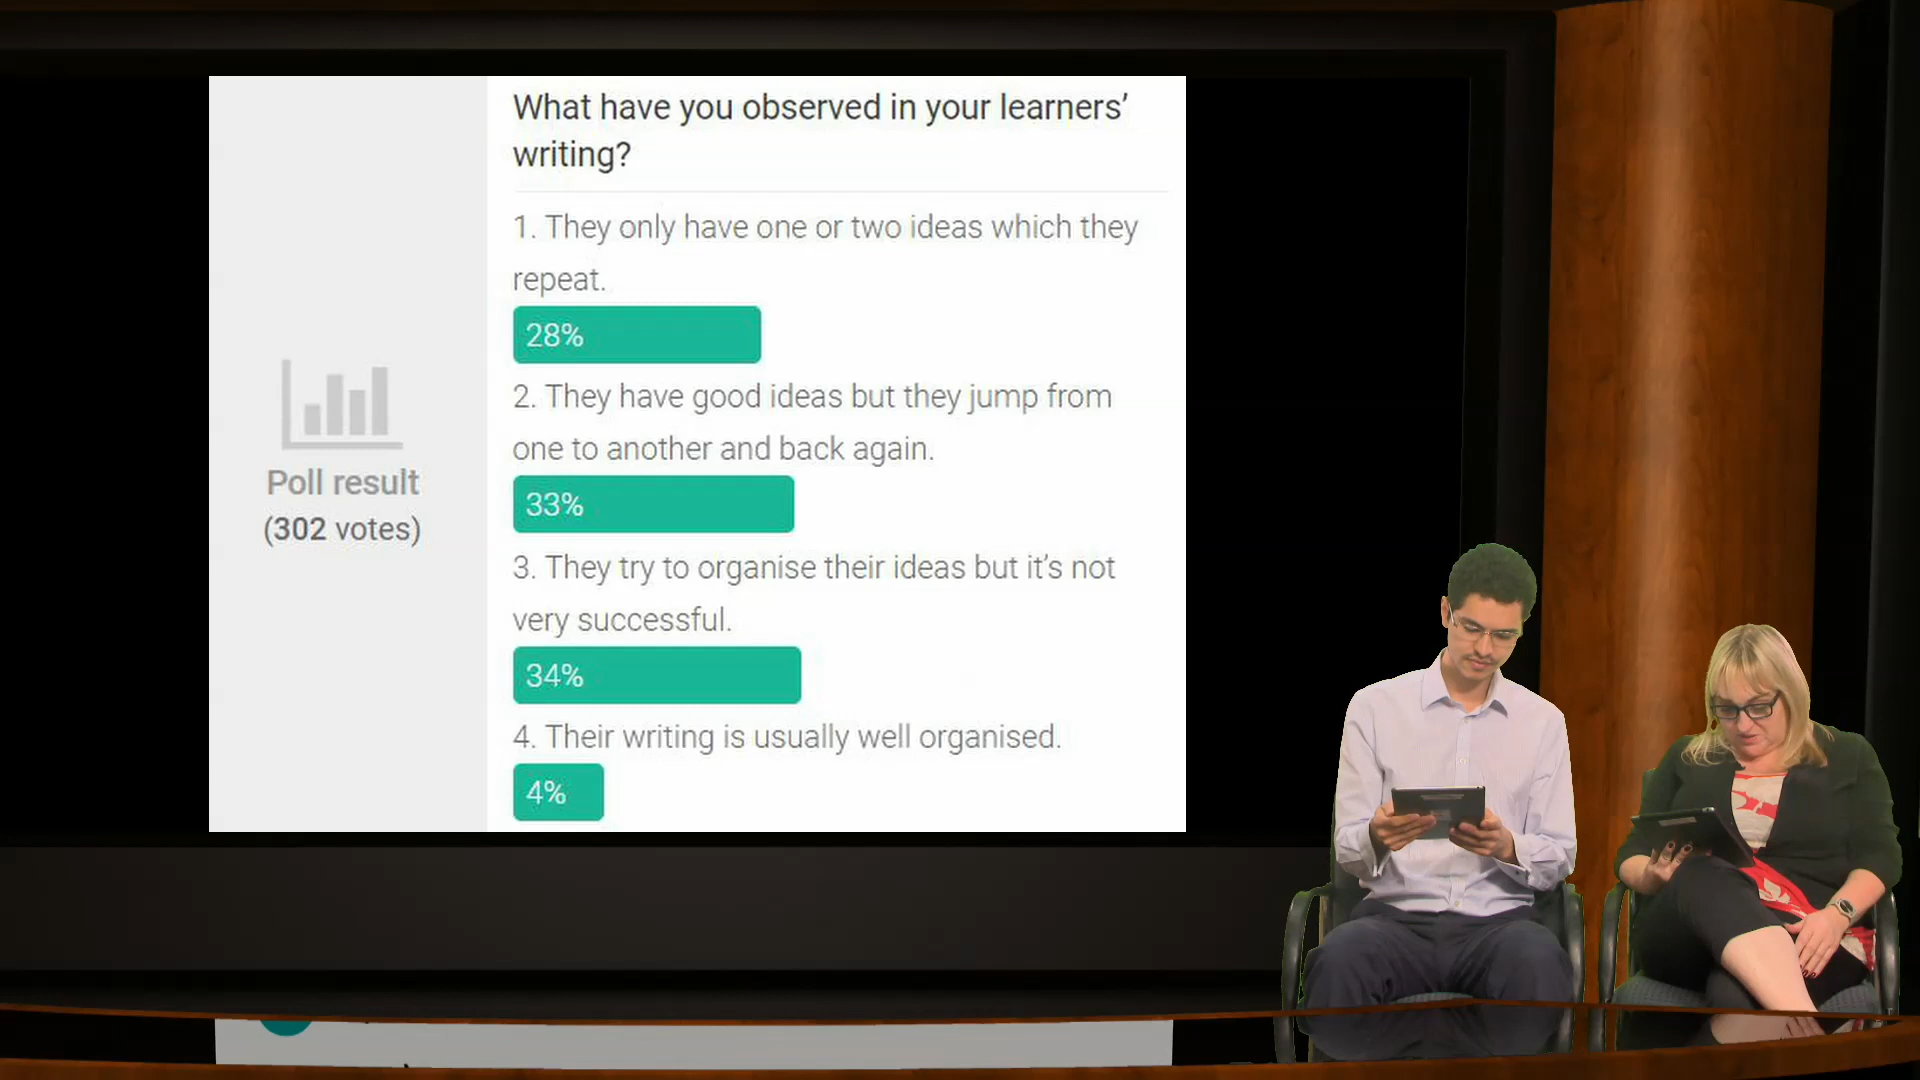 What have you observed in your learners’
writing?
1. They only have one or two ideas which they
repeat.
28%
2. They have good ideas but they jump from
one to another and back again.
33%
Poll result
(302 votes)
3. They try to organise their ideas but it’s not
very successful.
34%
4. Their writing is usually well organised.
4%